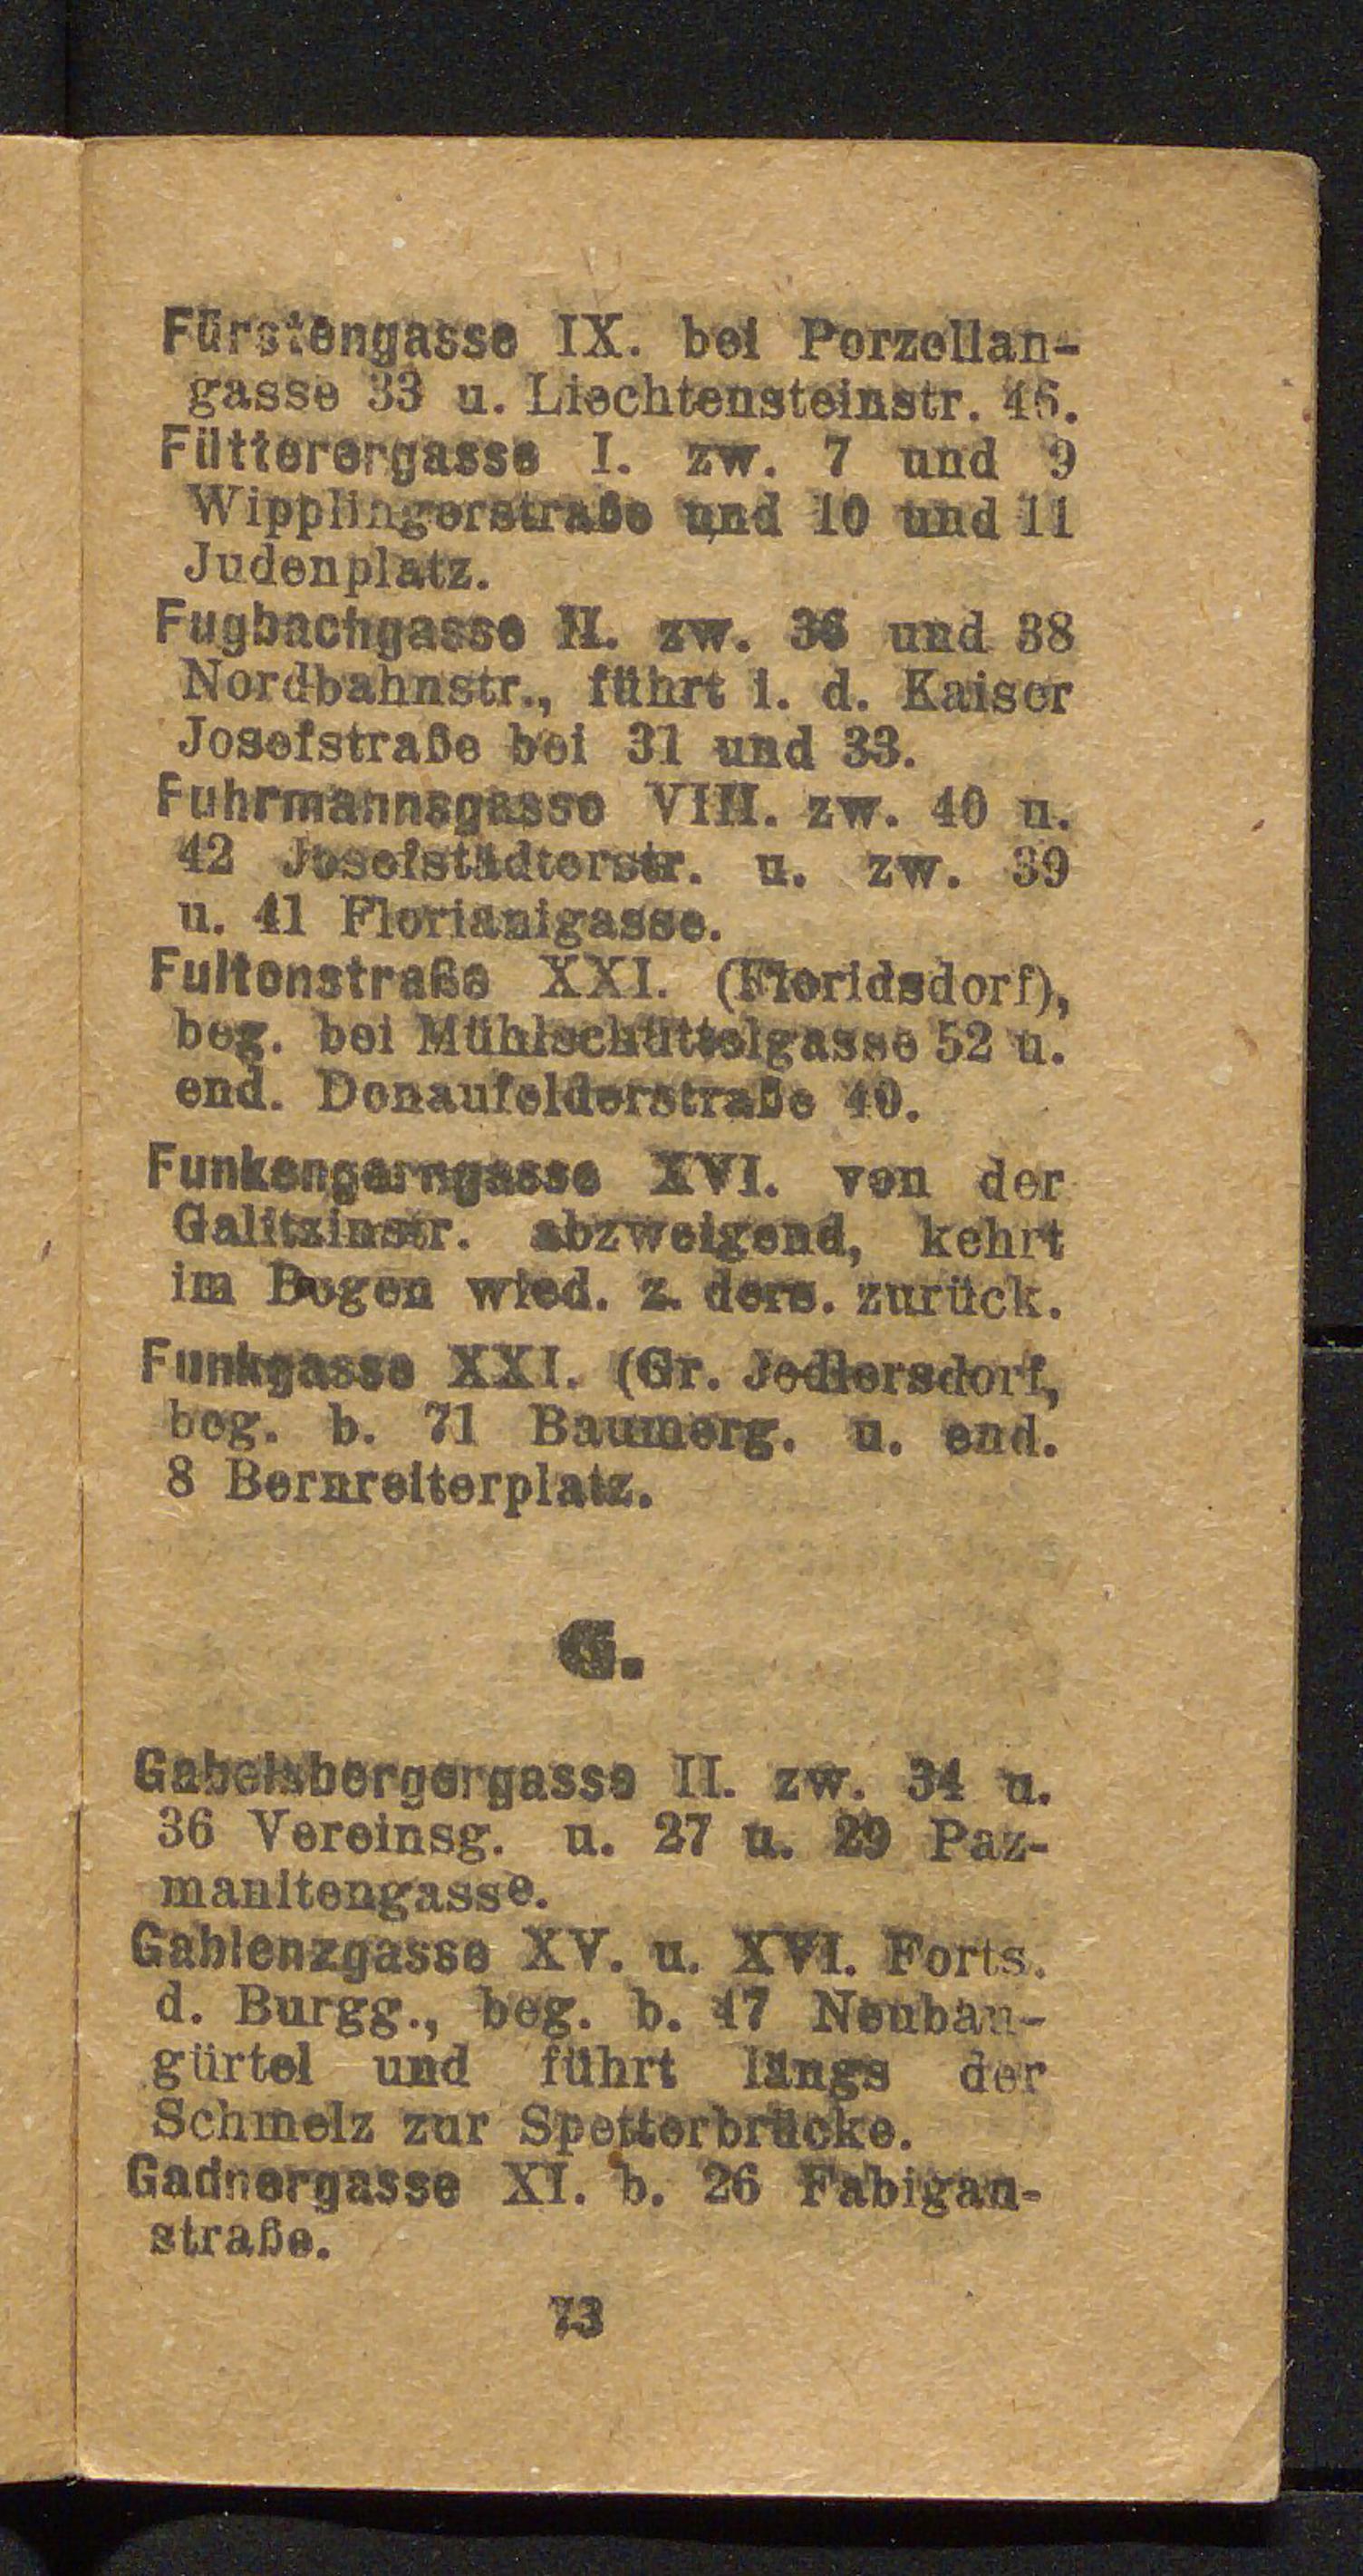 Fürstengasse IX. bei Porzellan-
gasse 33 u. Liechtensteinstr. 46.
Fütterergasse I. zw. 7 und 9
Wipplingerstraße und 10 und 11
Judenplatz.
Fugbachgasse II. zw. 36 und 38
Nordbahnstr., führt i. d. Kaiser
Josefstraße bei 31 und 33.
Fuhrmannsgasse VIII. zw. 40 u.
42 Josefstädterstr. u. zw. 39
u. 41 Florianigasse.
Fultonstraße XXI. (Floridsdorf),
beg. bei Mühlschüttelgasse 52 u.
end. Donaufelderstraße 40.
Funkengerngasse XVI. von der
Galitzinstr. abzweigend, kehrt
im Bogen wied. z. ders. zurück.
Funkgasse XXI. (Gr. Jedlersdorf,
beg. b. 71 Baumerg. u. end.
8 Bernreiterplatz.
G.
Gabelsbergergasse II. zw. 34 u.
36 Vereinsg. u. 27 u. 29 Paz-
manitengasse.
Gablenzgasse XV. u. XVI. Forts.
d. Burgg., beg. b. 47 Neubau-
gürtel und führt längs der
Schmelz zur Spetterbrücke.
Gadnergasse XI. b. 26 Fabigan-
straße.
73